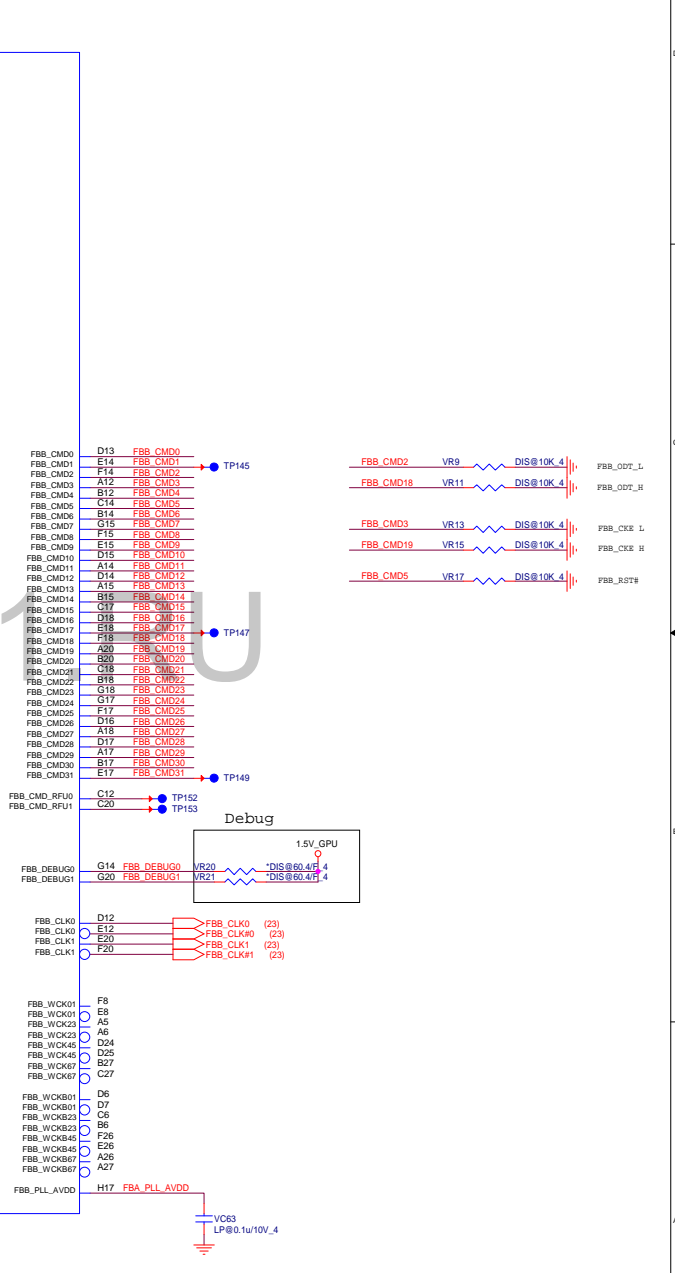 FBB_CMD0 D13 FBB_CMD0
FBB_CMD1 E14 FBB_CMD1 TP145
FBB_CMD2 F14 FBB_CMD2
FBB_CMD3 A12 FBB_CMD3
FBB_CMD4 B12 FBB_CMD4
FBB_CMD5 C14 FBB_CMD5
FBB_CMD6 B14 FBB_CMD6
FBB_CMD7 G15 FBB_CMD7
FBB_CMD8 F15 FBB_CMD8
FBB_CMD9 E15 FBB_CMD9
FBB_CMD10 D15 FBB_CMD10
FBB_CMD11 A14 FBB_CMD11
FBB_CMD12 D14 FBB_CMD12
FBB_CMD13 A15 FBB_CMD13
FBB_CMD14 B15 FBB_CMD14
FBB_CMD15 C17 FBB_CMD15
FBB_CMD16 D18 FBB_CMD16
FBB_CMD17 E18 FBB_CMD17 TP147
FBB_CMD18 F18 FBB_CMD18
FBB_CMD19 A20 FBB_CMD19
FBB_CMD20 B20 FBB_CMD20
FBB_CMD21 C18 FBB_CMD21
FBB_CMD22 B18 FBB_CMD22
FBB_CMD23 G18 FBB_CMD23
FBB_CMD24 G17 FBB_CMD24
FBB_CMD25 F17 FBB_CMD25
FBB_CMD26 D16 FBB_CMD26
FBB_CMD27 A18 FBB_CMD27
FBB_CMD28 D17 FBB_CMD28
FBB_CMD29 A17 FBB_CMD29
FBB_CMD30 B17 FBB_CMD30
FBB_CMD31 E17 FBB_CMD31 TP149
FBB_CMD_RFU0 C12 TP152
FBB_CMD_RFU1 C20 TP153
FBB_CMD2 VR9 DIS@10K_4 FBB_ODT_L
FBB_CMD18 VR11 DIS@10K_4 FBB_ODT_H
FBB_CMD3 VR13 DIS@10K_4 FBB_CKE L
FBB_CMD19 VR15 DIS@10K_4 FBB_CKE H
FBB_CMD5 VR17 DIS@10K_4 FBB_RST#
1.RU
Debug
1.5V_GPU
FBB_DEBUG0 G14 FBB_DEBUG0 VR20 *DIS@60.4/F_4
FBB_DEBUG1 G20 FBB_DEBUG1 VR21 *DIS@60.4/F_4
FBB_CLK0 D12 FBB_CLK0 (23)
FBB_CLK0 E12 FBB_CLK#0 (23)
FBB_CLK1 E20 FBB_CLK1 (23)
FBB_CLK1 F20 FBB_CLK#1 (23)
FBB_WCK01 F8
FBB_WCK01 E8
FBB_WCK23 A5
FBB_WCK23 A6
FBB_WCK45 D24
FBB_WCK45 D25
FBB_WCK67 B27
FBB_WCK67 C27
FBB_WCKB01 D6
FBB_WCKB01 D7
FBB_WCKB23 C6
FBB_WCKB23 B6
FBB_WCKB45 F26
FBB_WCKB45 E26
FBB_WCKB67 A26
FBB_WCKB67 A27
FBB_PLL_AVDD H17 FBA_PLL_AVDD
VC63
LP@0.1u/10V_4